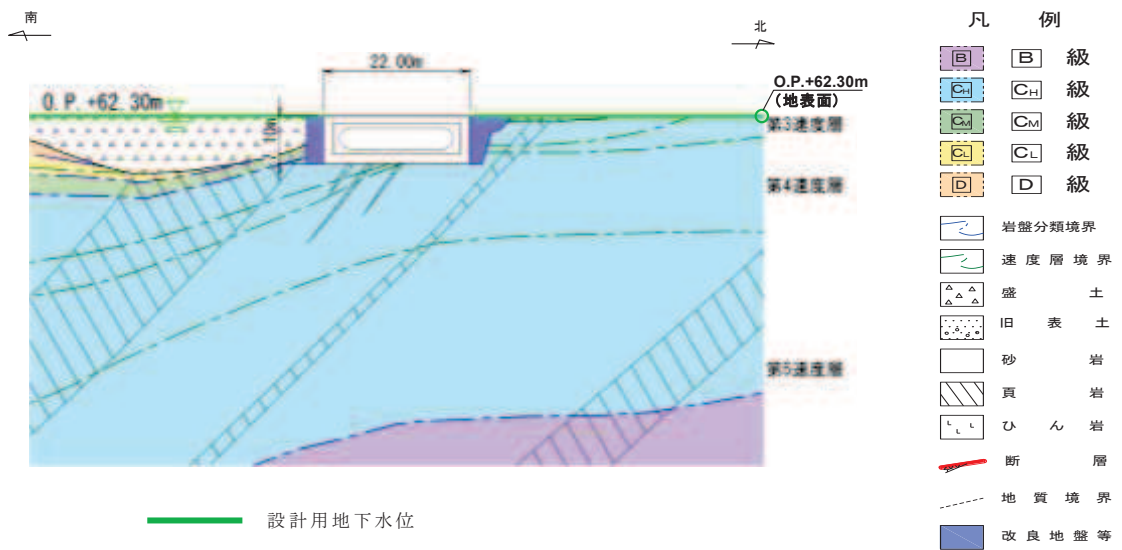 南
北
22.00m
O.P.+62.30m
O.P.+62.30m
(地表面)
10m
第3速度層
第4速度層
第5速度層
設計用地下水位
凡 例
B B 級
CH CH 級
CM CM 級
CL CL 級
D D 級
岩盤分類境界
速度層境界
盛土
旧表土
砂岩
頁岩
ひん岩
断層
地質境界
改良地盤等